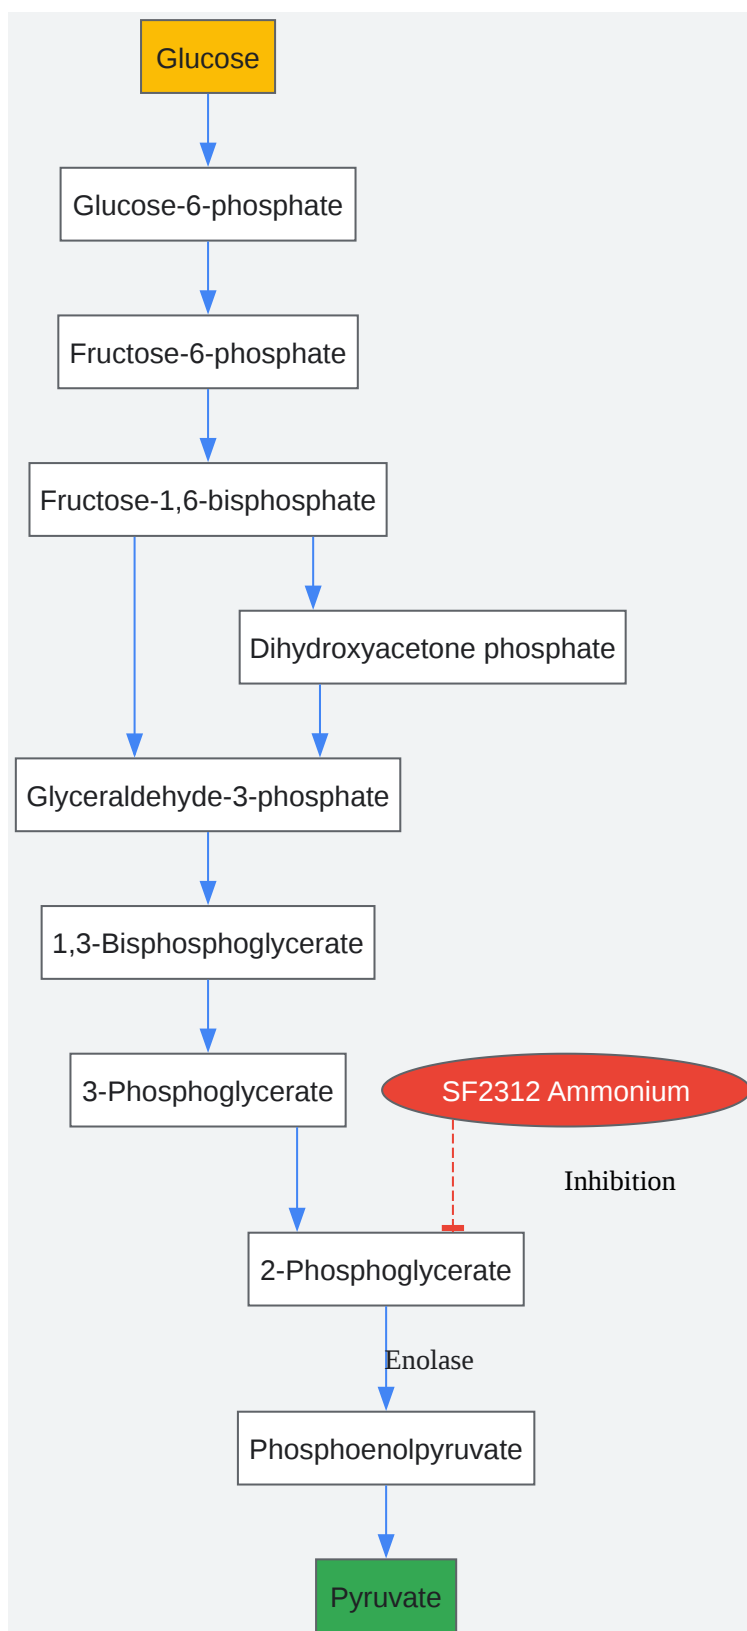 Glucose
Glucose-6-phosphate
Fructose-6-phosphate
Fructose-1,6-bisphosphate
Dihydroxyacetone phosphate
Glyceraldehyde-3-phosphate
1,3-Bisphosphoglycerate
3-Phosphoglycerate
SF2312 Ammonium
Inhibition
2-Phosphoglycerate
Enolase
Phosphoenolpyruvate
Pyruvate